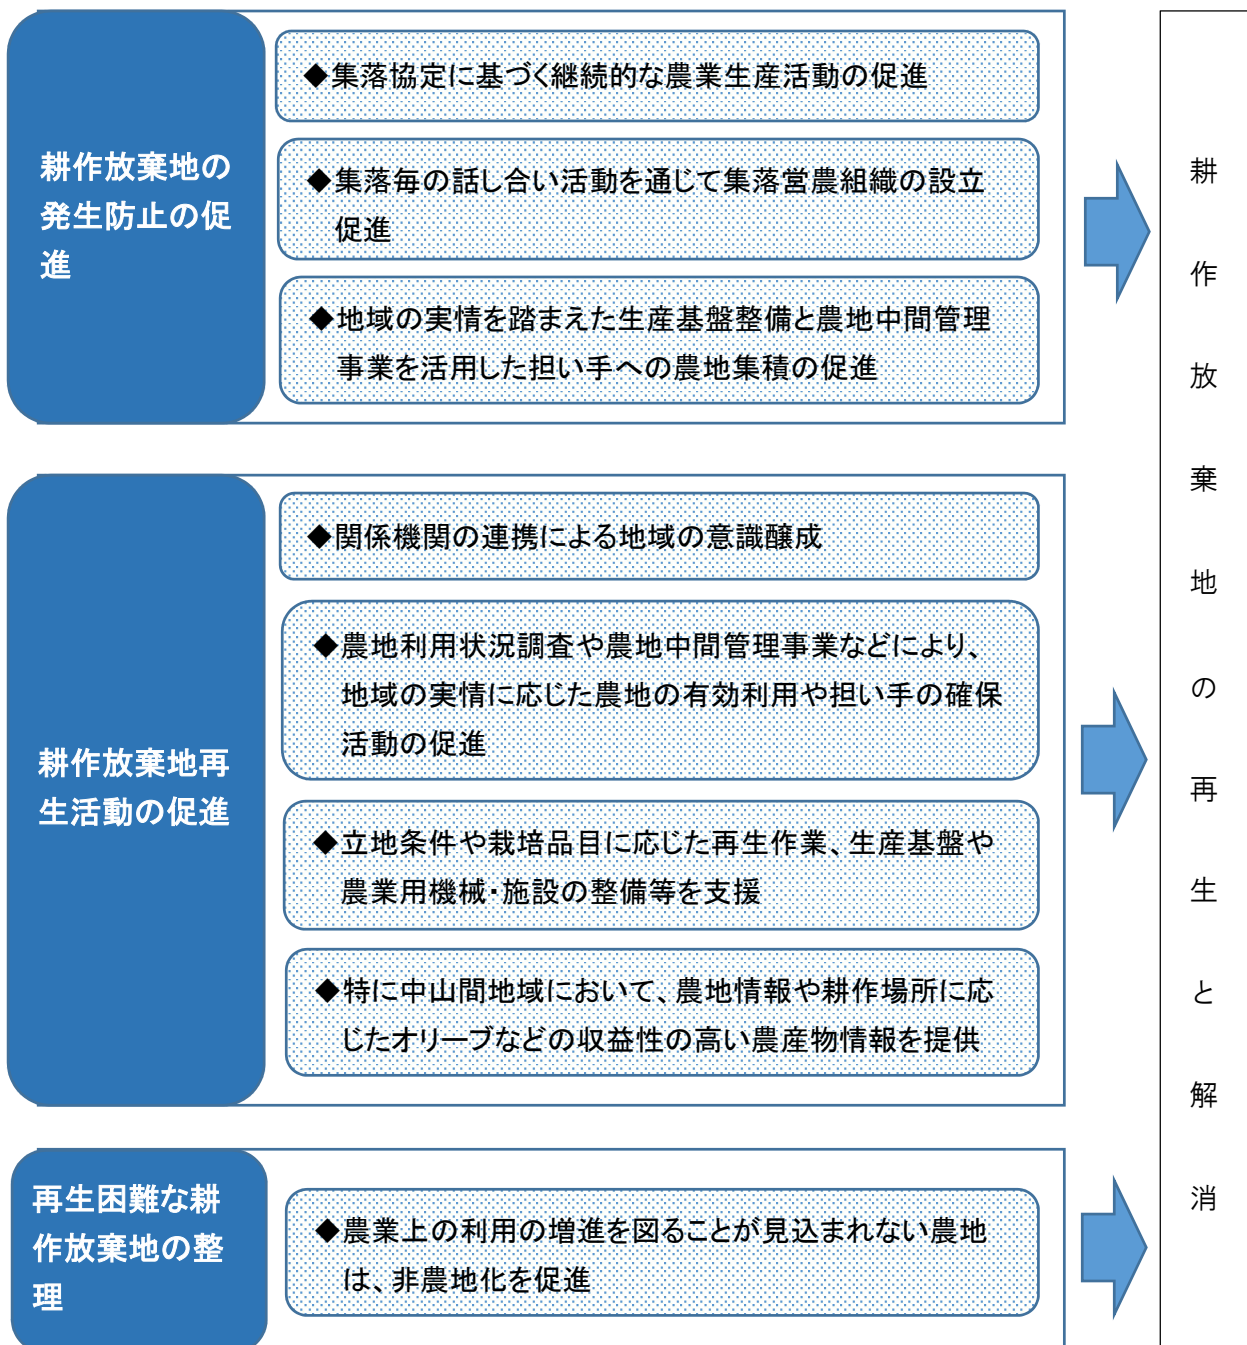 耕作放棄地の
発生防止の促
進
◆集落協定に基づく継続的な農業生産活動の促進
◆集落毎の話し合い活動を通じて集落営農組織の設立
促進
◆地域の実情を踏まえた生産基盤整備と農地中間管理
事業を活用した担い手への農地集積の促進
耕作放棄地再
生活動の促進
◆関係機関の連携による地域の意識醸成
◆農地利用状況調査や農地中間管理事業などにより、
地域の実情に応じた農地の有効利用や担い手の確保
活動の促進
◆立地条件や栽培品目に応じた再生作業、生産基盤や
農業用機械・施設の整備等を支援
◆特に中山間地域において、農地情報や耕作場所に応
じたオリーブなどの収益性の高い農産物情報を提供
再生困難な耕
作放棄地の整
理
◆農業上の利用の増進を図ることが見込まれない農地
は、非農地化を促進
耕作放棄地の再生と解消